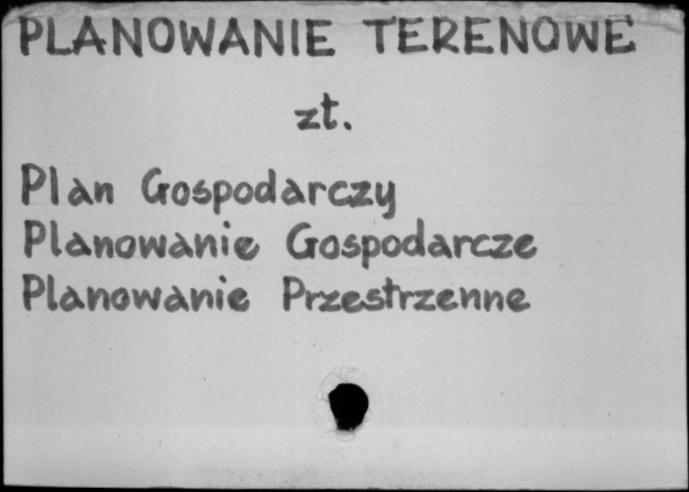 PLANOWANIE TERENOWE
zt.
Plan Gospodarczy
Planowanie Gospodarcze
Planowanie Przestrzenne